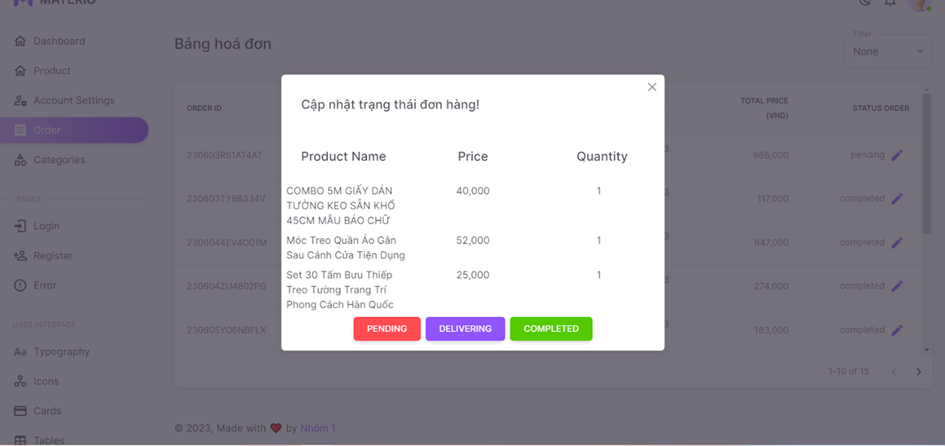 MATERIO
Dashboard
Product
Account Settings
Order
Categories
PAGES
Login
Register
Error
USER INTERFACE
Typography
Icons
Cards
Tables
Bảng hoá đơn
Filter
None
ORDER ID
TOTAL PRICE
(VND)
STATUS ORDER
230603RS1AT4AT
866,000
pending
230603TY88334V
117,000
completed
2306044EV4O01M
847,000
completed
230604ZU4802PG
274,000
completed
230605YO6NBFLX
183,000
completed
1–10 of 15
Cập nhật trạng thái đơn hàng!
Product Name Price Quantity
COMBO 5M GIẤY DÁN
TƯỜNG KEO SẴN KHỔ
45CM MẪU BÁO CHỮ
40,000
1
Móc Treo Quần Áo Gắn
Sau Cánh Cửa Tiện Dụng
52,000
1
Set 30 Tấm Bưu Thiếp
Treo Tường Trang Trí
Phong Cách Hàn Quốc
25,000
1
PENDING DELIVERING COMPLETED
© 2023, Made with ❤️ by Nhóm 1